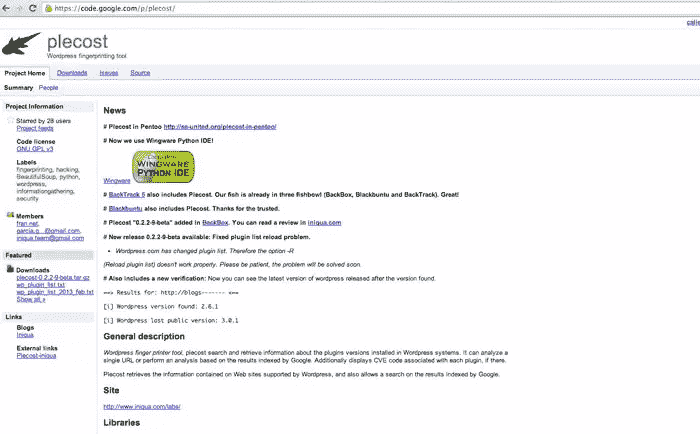 https://code.google.com/p/plecost/
plecost
Wordpress fingerprinting tool
Project Home Downloads Issues Source
Summary People
Project Information
Starred by 28 users
Project feeds
Code license
GNU GPL v3
Labels
fingerprinting, hacking,
BeautifulSoup, python,
wordpress,
informationgathering,
security
Members
fran.net,
garcia.g...@gmail.com,
iniqua.team@gmail.com
Featured
Downloads
plecost-0.2.2-9-beta.tar.gz
wp_plugin_list.txt
wp_plugin_list_2013_feb.txt
Show all »
Links
Blogs
Iniqua
External links
Plecost-iniqua
News
# Plecost in Pentoo http://sa-united.org/plecost-in-pentoo/
# Now we use Wingware Python IDE!
WINGWARE
PYTHON IDE
Wingware
# BackTrack 5 also includes Plecost. Our fish is already in three fishbowl (BackBox, Blackbuntu and BackTrack). Great!
# Blackbuntu also includes Plecost. Thanks for the trusted.
# Plecost "0.2.2-9-beta" added in BackBox. You can read a review in iniqua.com
# New release 0.2.2-9-beta available: Fixed plugin list reload problem.
• Wordpress.com has changed plugin list. Therefore the option -R
(Reload plugin list) doesn't work properly. Please be patient, the problem will be solved soon.
# Also includes a new verification: Now you can see the latest version of wordpress released after the version found.
==> Results for: http://blogs------- <==
[i] Wordpress version found: 2.6.1
[i] Wordpress last public version: 3.0.1
General description
Wordpress finger printer tool, plecost search and retrieve information about the plugins versions installed in Wordpress systems. It can analyze a
single URL or perform an analysis based on the results indexed by Google. Additionally displays CVE code associated with each plugin, if there.
Plecost retrieves the information contained on Web sites supported by Wordpress, and also allows a search on the results indexed by Google.
Site
http://www.iniqua.com/labs/
Libraries